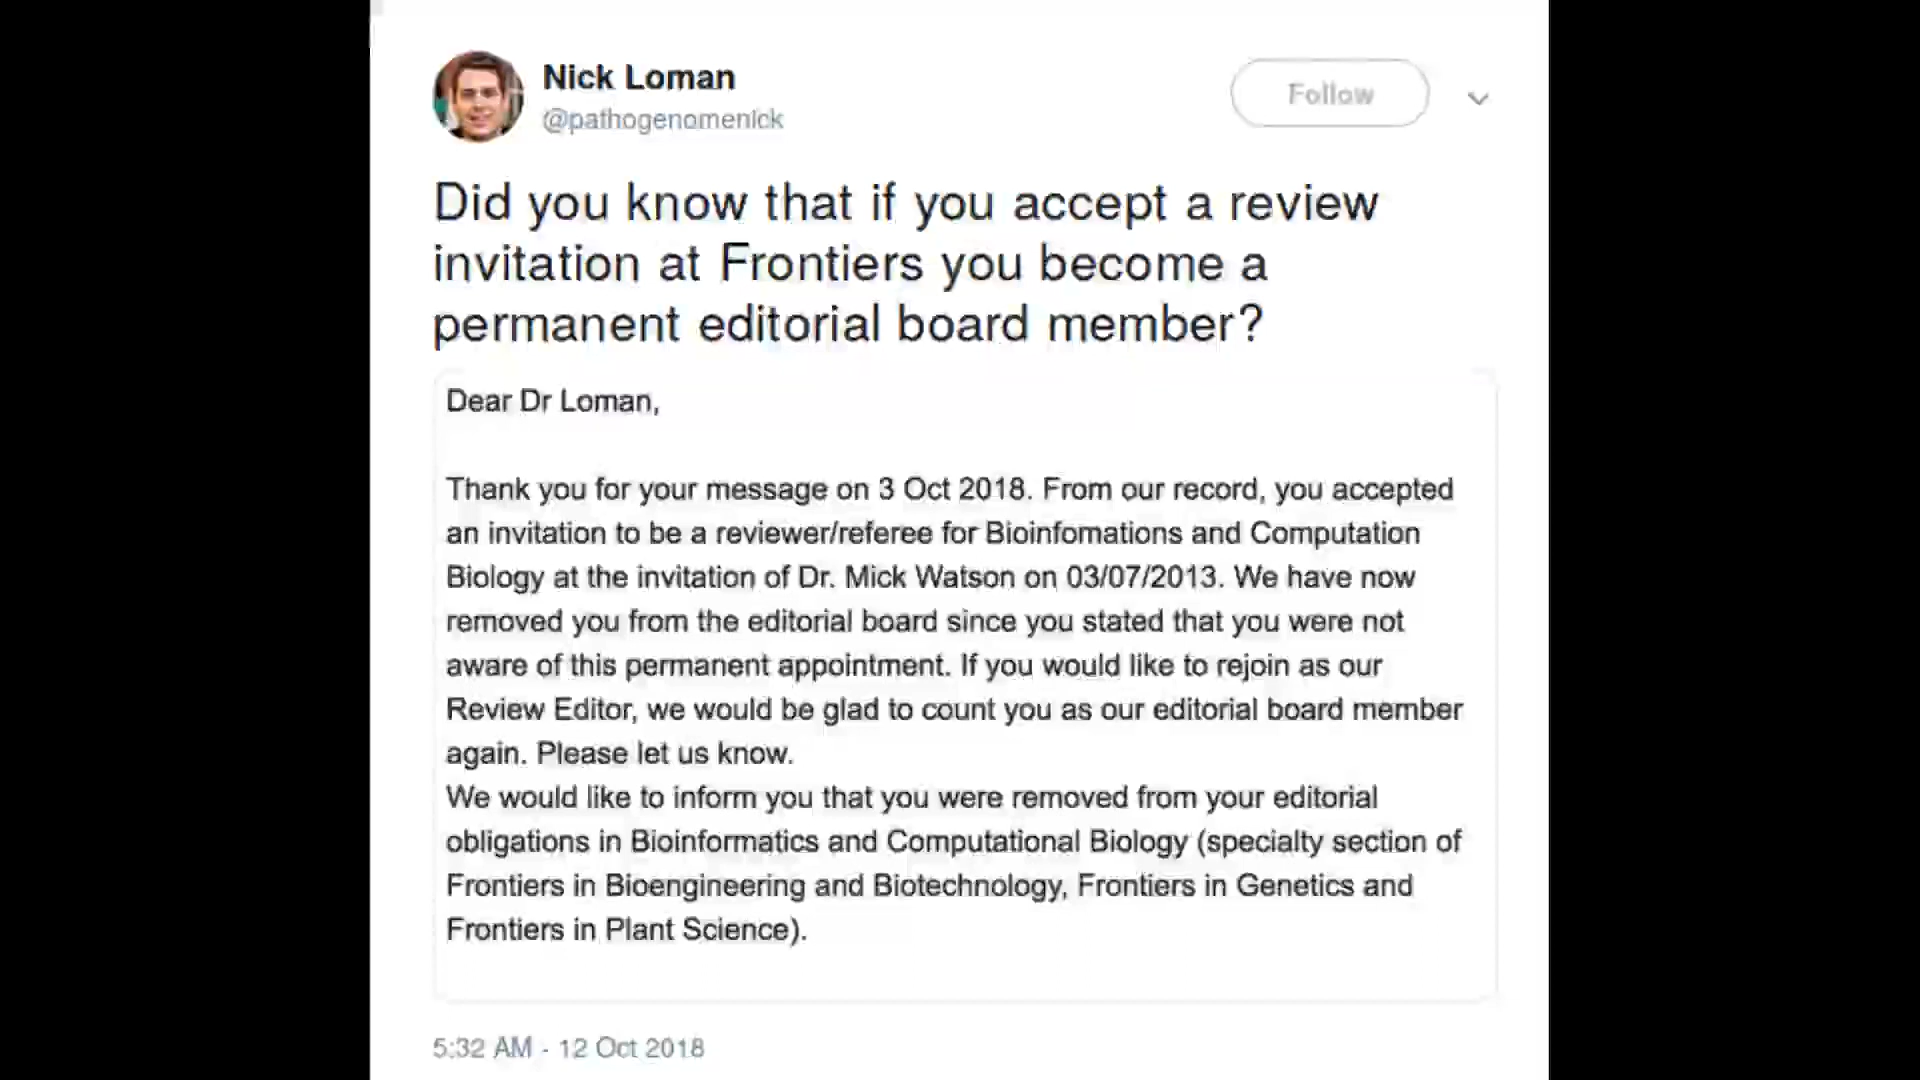 Nick Loman
@pathogenomenick
Follow
Did you know that if you accept a review
invitation at Frontiers you become a
permanent editorial board member?
Dear Dr Loman,
Thank you for your message on 3 Oct 2018. From our record, you accepted
an invitation to be a reviewer/referee for Bioinfomations and Computation
Biology at the invitation of Dr. Mick Watson on 03/07/2013. We have now
removed you from the editorial board since you stated that you were not
aware of this permanent appointment. If you would like to rejoin as our
Review Editor, we would be glad to count you as our editorial board member
again. Please let us know.
We would like to inform you that you were removed from your editorial
obligations in Bioinformatics and Computational Biology (specialty section of
Frontiers in Bioengineering and Biotechnology, Frontiers in Genetics and
Frontiers in Plant Science).
5:32 AM - 12 Oct 2018